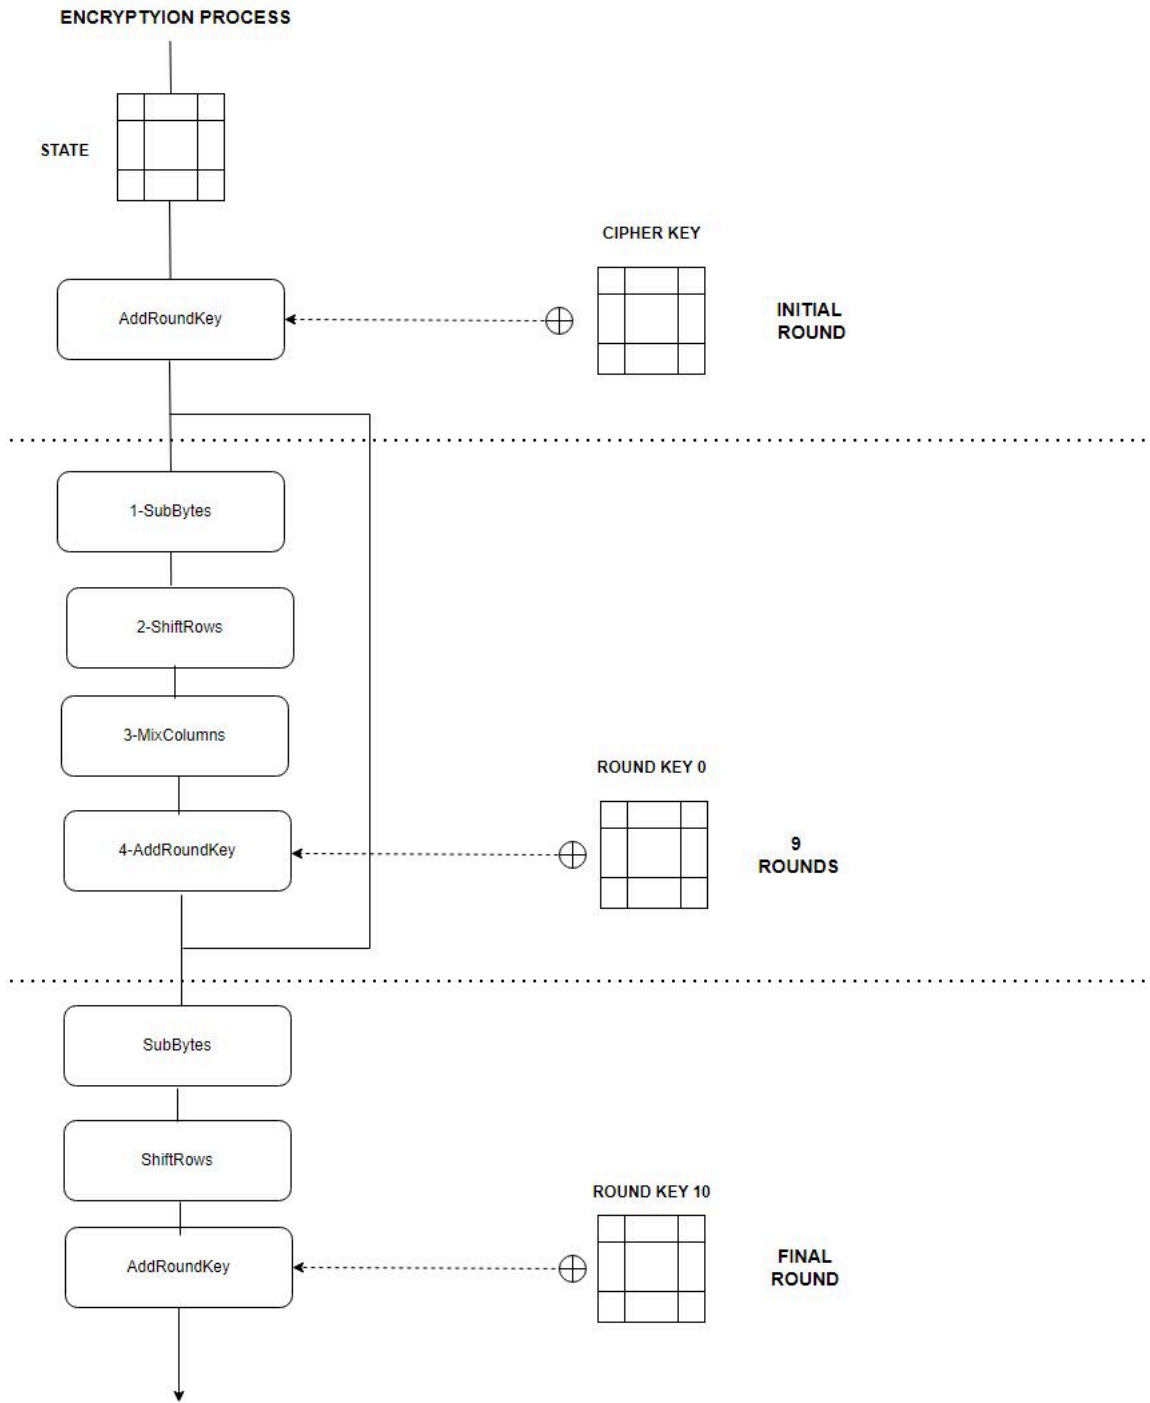 ENCRYPTYION PROCESS
STATE
CIPHER KEY
AddRoundKey
INITIAL
ROUND
1-SubBytes
2-ShiftRows
3-MixColumns
ROUND KEY 0
4-AddRoundKey
9
ROUNDS
SubBytes
ShiftRows
ROUND KEY 10
AddRoundKey
FINAL
ROUND